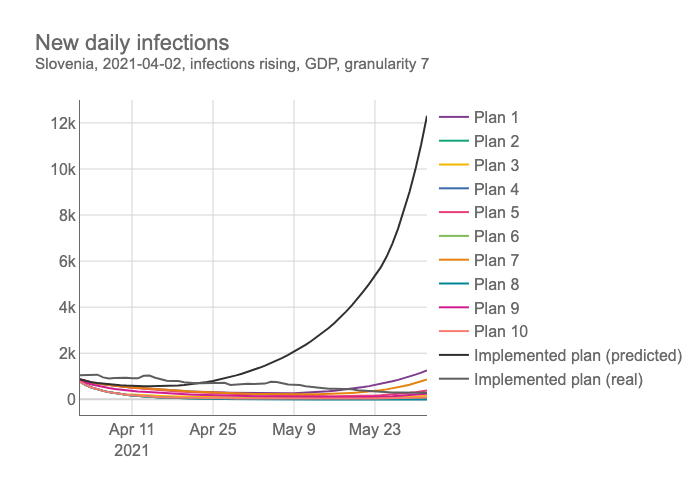 New daily infections
Slovenia, 2021-04-02, infections rising, GDP, granularity 7
12k
10k
8k
6k
4k
2k
0
Apr 11
2021
Apr 25
May 9
May 23
Plan 1
Plan 2
Plan 3
Plan 4
Plan 5
Plan 6
Plan 7
Plan 8
Plan 9
Plan 10
Implemented plan (predicted)
Implemented plan (real)